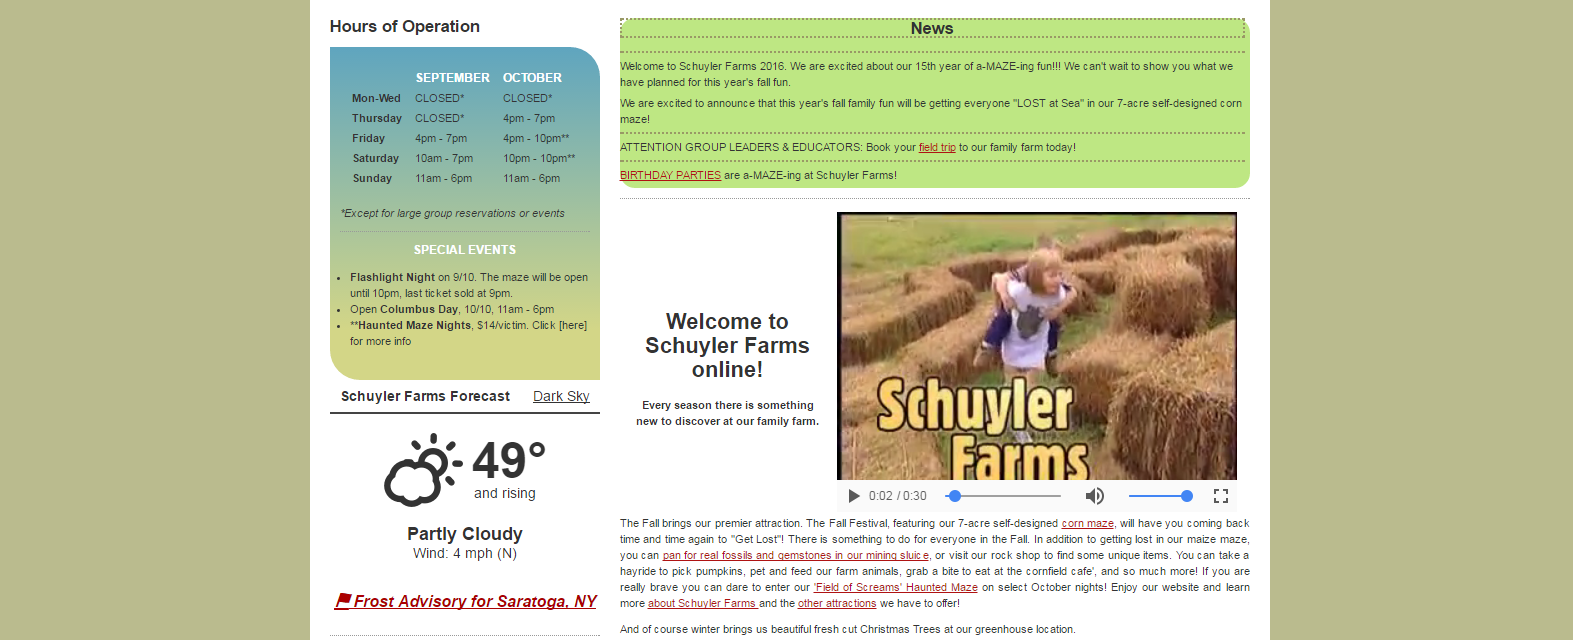 Hours of Operation
SEPTEMBER OCTOBER
Mon-Wed CLOSED* CLOSED*
Thursday CLOSED* 4pm - 7pm
Friday 4pm - 7pm 4pm - 10pm**
Saturday 10am - 7pm 10pm - 10pm**
Sunday 11am - 6pm 11am - 6pm
*Except for large group reservations or events
SPECIAL EVENTS
• Flashlight Night on 9/10. The maze will be open
until 10pm, last ticket sold at 9pm.
• Open Columbus Day, 10/10, 11am - 6pm
• **Haunted Maze Nights, $14/victim. Click [here]
for more info
Schuyler Farms Forecast Dark Sky
49°
and rising
Partly Cloudy
Wind: 4 mph (N)
Frost Advisory for Saratoga, NY
News
Welcome to Schuyler Farms 2016. We are excited about our 15th year of a-MAZE-ing fun!!! We can't wait to show you what we
have planned for this year's fall fun.
We are excited to announce that this year's fall family fun will be getting everyone "LOST at Sea" in our 7-acre self-designed corn
maze!
ATTENTION GROUP LEADERS & EDUCATORS: Book your field trip to our family farm today!
BIRTHDAY PARTIES are a-MAZE-ing at Schuyler Farms!
Welcome to
Schuyler Farms
online!
Every season there is something
new to discover at our family farm.
Schuyler
Farms
0:02 / 0:30
The Fall brings our premier attraction. The Fall Festival, featuring our 7-acre self-designed corn maze, will have you coming back
time and time again to "Get Lost"! There is something to do for everyone in the Fall. In addition to getting lost in our maize maze,
you can pan for real fossils and gemstones in our mining sluice, or visit our rock shop to find some unique items. You can take a
hayride to pick pumpkins, pet and feed our farm animals, grab a bite to eat at the cornfield cafe', and so much more! If you are
really brave you can dare to enter our 'Field of Screams' Haunted Maze on select October nights! Enjoy our website and learn
more about Schuyler Farms and the other attractions we have to offer!
And of course winter brings us beautiful fresh cut Christmas Trees at our greenhouse location.